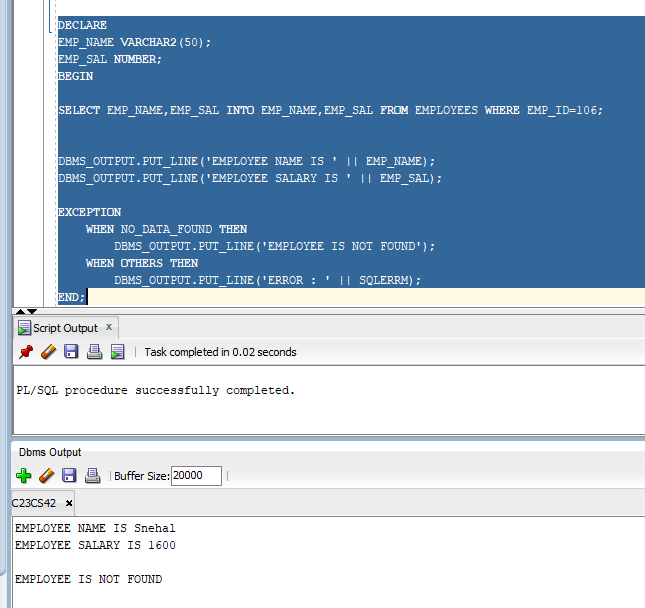 DECLARE
EMP_NAME VARCHAR2(50);
EMP_SAL NUMBER;
BEGIN
SELECT EMP_NAME,EMP_SAL INTO EMP_NAME,EMP_SAL FROM EMPLOYEES WHERE EMP_ID=106;
DBMS_OUTPUT.PUT_LINE('EMPLOYEE NAME IS ' || EMP_NAME);
DBMS_OUTPUT.PUT_LINE('EMPLOYEE SALARY IS ' || EMP_SAL);
EXCEPTION
WHEN NO_DATA_FOUND THEN
DBMS_OUTPUT.PUT_LINE('EMPLOYEE IS NOT FOUND');
WHEN OTHERS THEN
DBMS_OUTPUT.PUT_LINE('ERROR : ' || SQLERRM);
END;
Script Output x
Task completed in 0.02 seconds
PL/SQL procedure successfully completed.
Dbms Output
Buffer Size: 20000
C23CS42 x
EMPLOYEE NAME IS Snehal
EMPLOYEE SALARY IS 1600
EMPLOYEE IS NOT FOUND